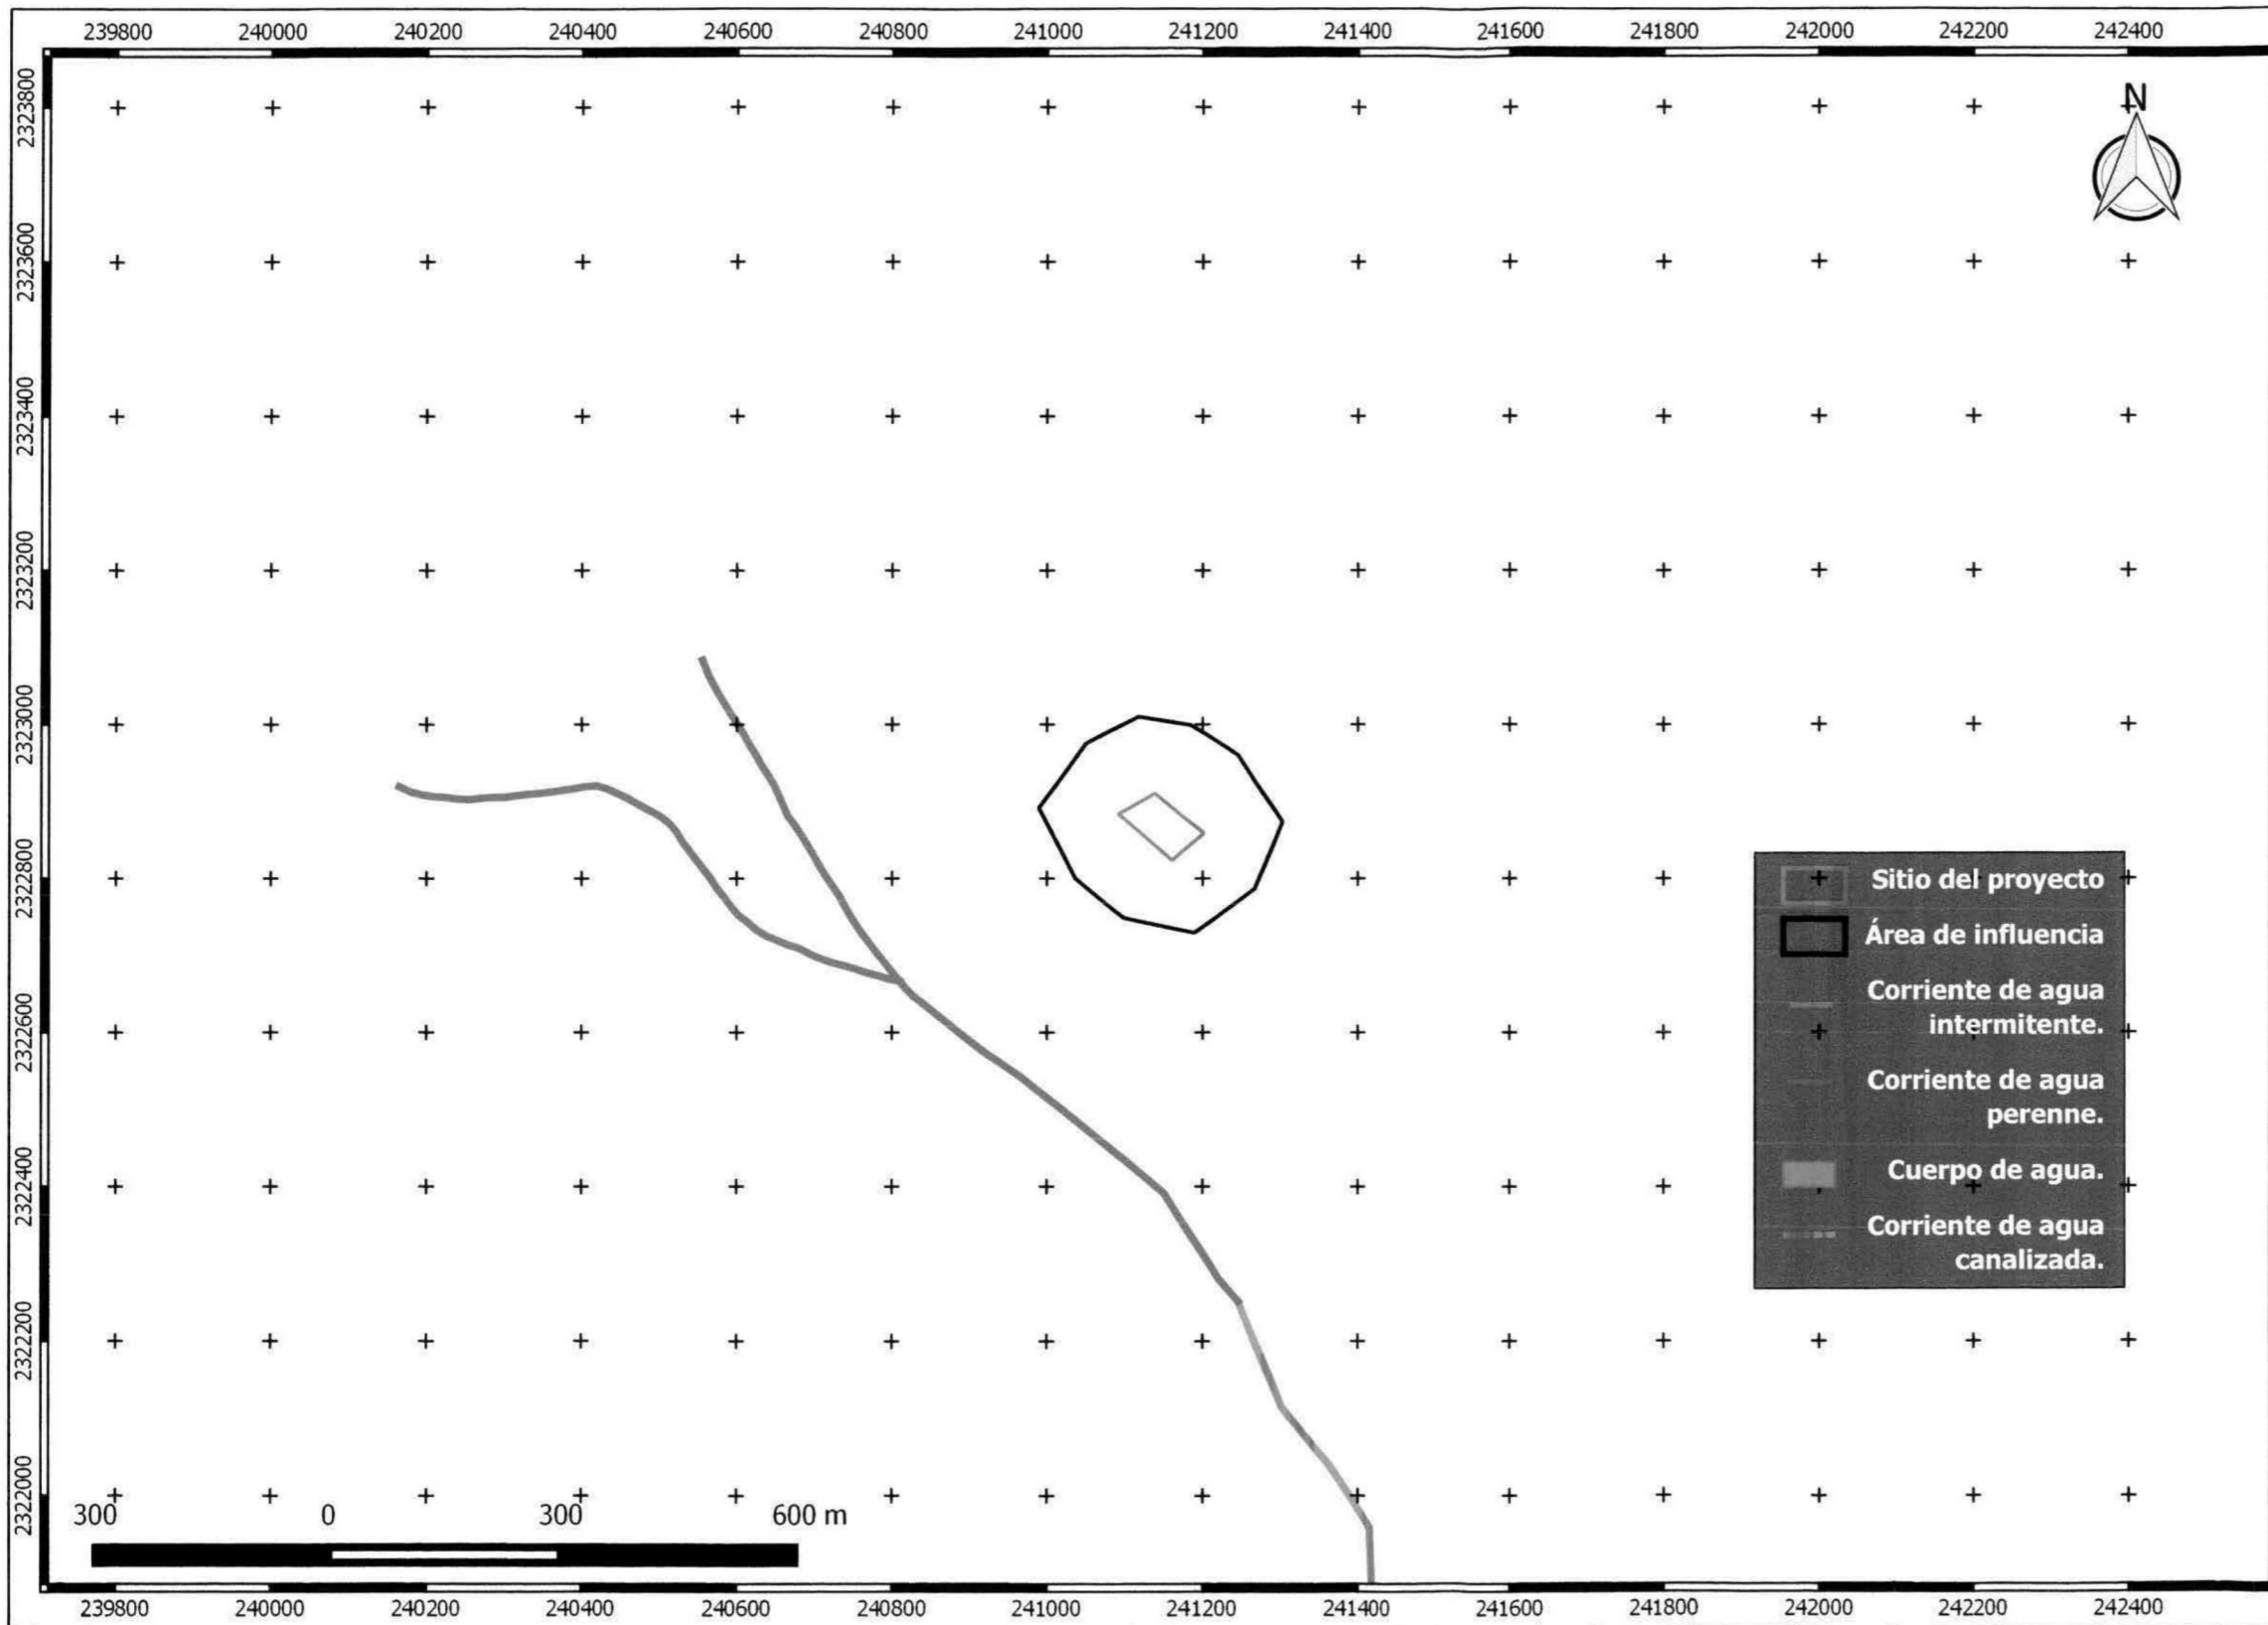 239800 240000 240200 240400 240600 240800 241000 241200 241400 241600 241800 242000 242200 242400
N
2323800
2323600
2323400
2323200
2323000
2322800
2322600
2322400
2322200
2322000
Sitio del proyecto
Área de influencia
Corriente de agua
intermitente.
Corriente de agua
perenne.
Cuerpo de agua.
Corriente de agua
canalizada.
300 0 300 600 m
239800 240000 240200 240400 240600 240800 241000 241200 241400 241600 241800 242000 242200 242400